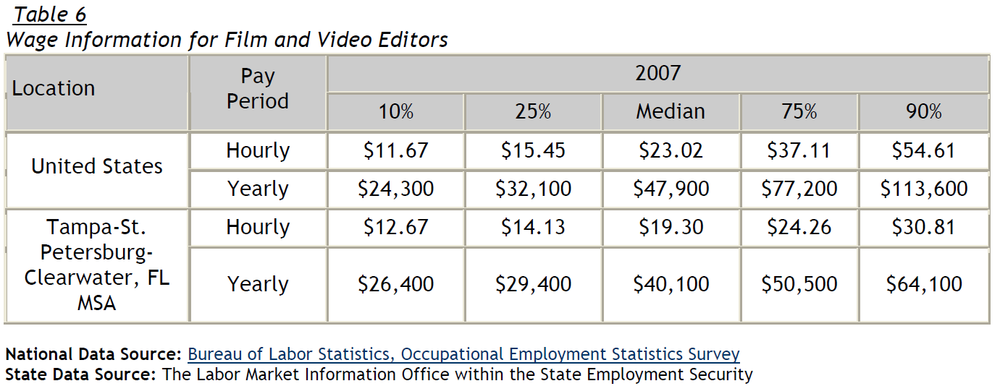 Table 6
Wage Information for Film and Video Editors
Location
Pay
Period
2007
10% 25% Median 75% 90%
United States
Hourly $11.67 $15.45 $23.02 $37.11 $54.61
Yearly $24,300 $32,100 $47,900 $77,200 $113,600
Tampa-St.
Petersburg-
Clearwater, FL
MSA
Hourly $12.67 $14.13 $19.30 $24.26 $30.81
Yearly $26,400 $29,400 $40,100 $50,500 $64,100
National Data Source: Bureau of Labor Statistics, Occupational Employment Statistics Survey
State Data Source: The Labor Market Information Office within the State Employment Security